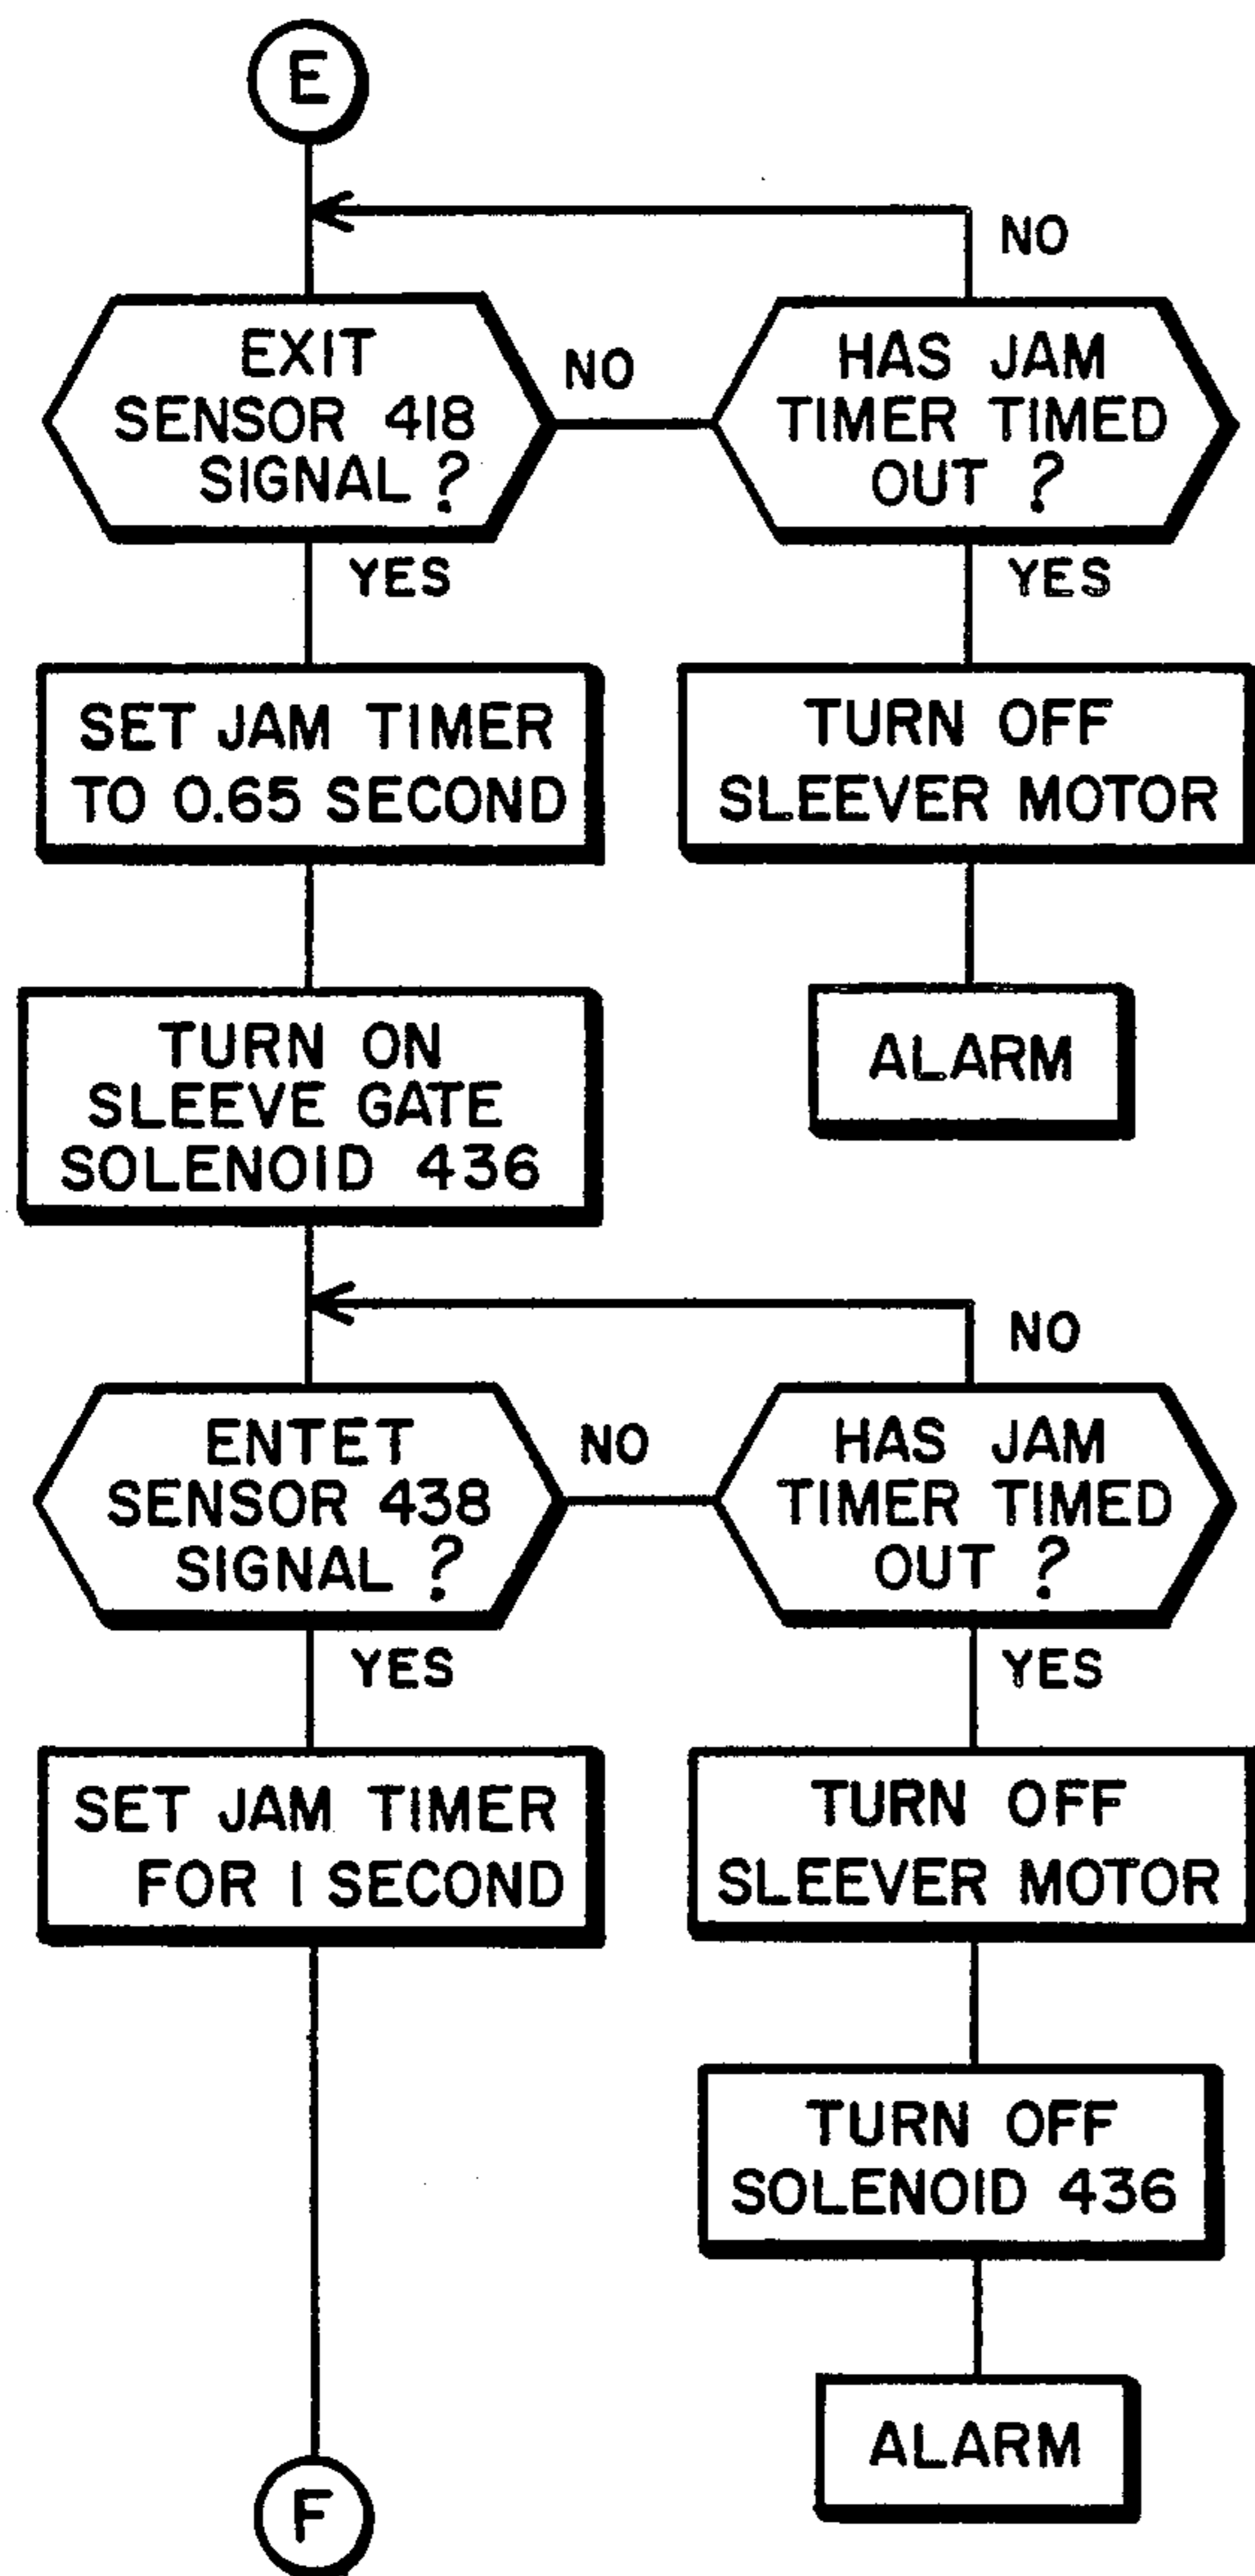 E
NO
EXIT
SENSOR 418
SIGNAL ?
NO
HAS JAM
TIMER TIMED
OUT ?
YES
YES
SET JAM TIMER
TO 0.65 SECOND
TURN OFF
SLEEVER MOTOR
TURN ON
SLEEVE GATE
SOLENOID 436
ALARM
NO
ENTET
SENSOR 438
SIGNAL ?
NO
HAS JAM
TIMER TIMED
OUT ?
YES
YES
SET JAM TIMER
FOR 1 SECOND
TURN OFF
SLEEVER MOTOR
TURN OFF
SOLENOID 436
ALARM
F